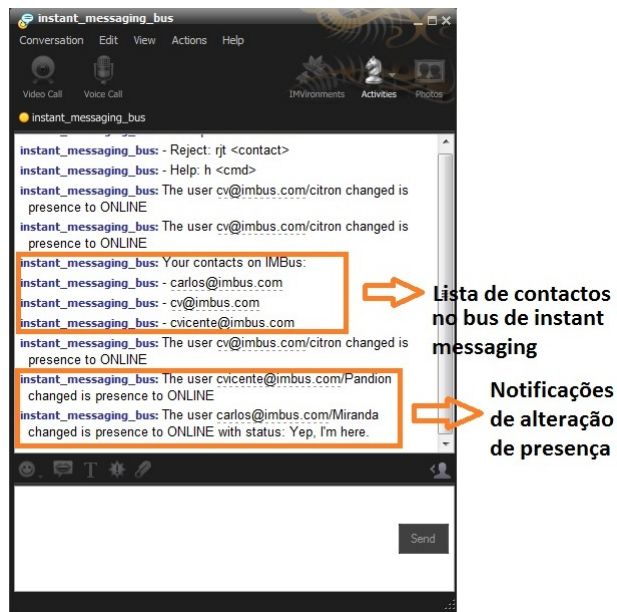 instant_messaging_bus
Conversation Edit View Actions Help
Video Call Voice Call IMVironments Activities Photos
instant_messaging_bus
instant_messaging_bus: - Reject: rjt <contact>
instant_messaging_bus: - Help: h <cmd>
instant_messaging_bus: The user cv@imbus.com/citron changed is
presence to ONLINE
instant_messaging_bus: The user cv@imbus.com/citron changed is
presence to ONLINE
instant_messaging_bus: Your contacts on IMBus:
instant_messaging_bus: - carlos@imbus.com
instant_messaging_bus: - cv@imbus.com
instant_messaging_bus: - cvicente@imbus.com
instant_messaging_bus: The user cv@imbus.com/citron changed is
presence to ONLINE
instant_messaging_bus: The user cvicente@imbus.com/Pandion
changed is presence to ONLINE
instant_messaging_bus: The user carlos@imbus.com/Miranda
changed is presence to ONLINE with status: Yep, I'm here.
Send
Lista de contactos
no bus de instant
messaging
Notificações
de alteração
de presença